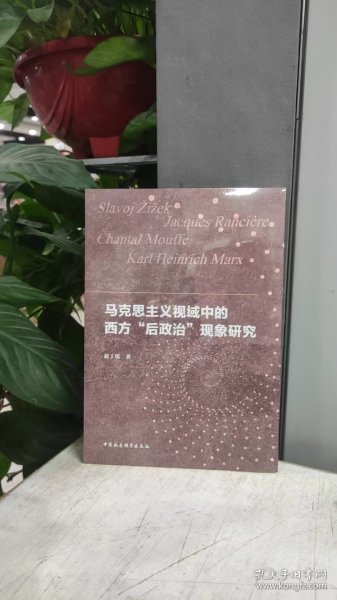 Slavoj Žižek
Jacques Rancière
Chantal Mouffe
Karl Heinrich Marx
马克思主义视域中的
西方“后政治”现象研究
著
中国社会科学出版社
孔夫子旧书网